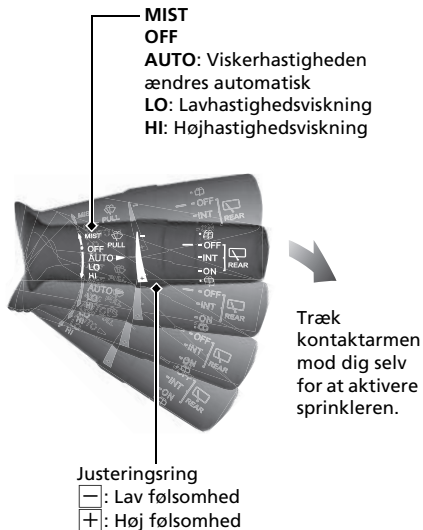 MIST
OFF
AUTO: Viskerhastigheden
ændres automatisk
LO: Lavhastighedsviskning
HI: Højhastighedsviskning
MIST
OFF
AUTO
LO
HI
PULL
- +
OFF
INT
ON
REAR
Træk
kontaktarmen
mod dig selv
for at aktivere
sprinkleren.
Justeringsring
−: Lav følsomhed
+: Høj følsomhed